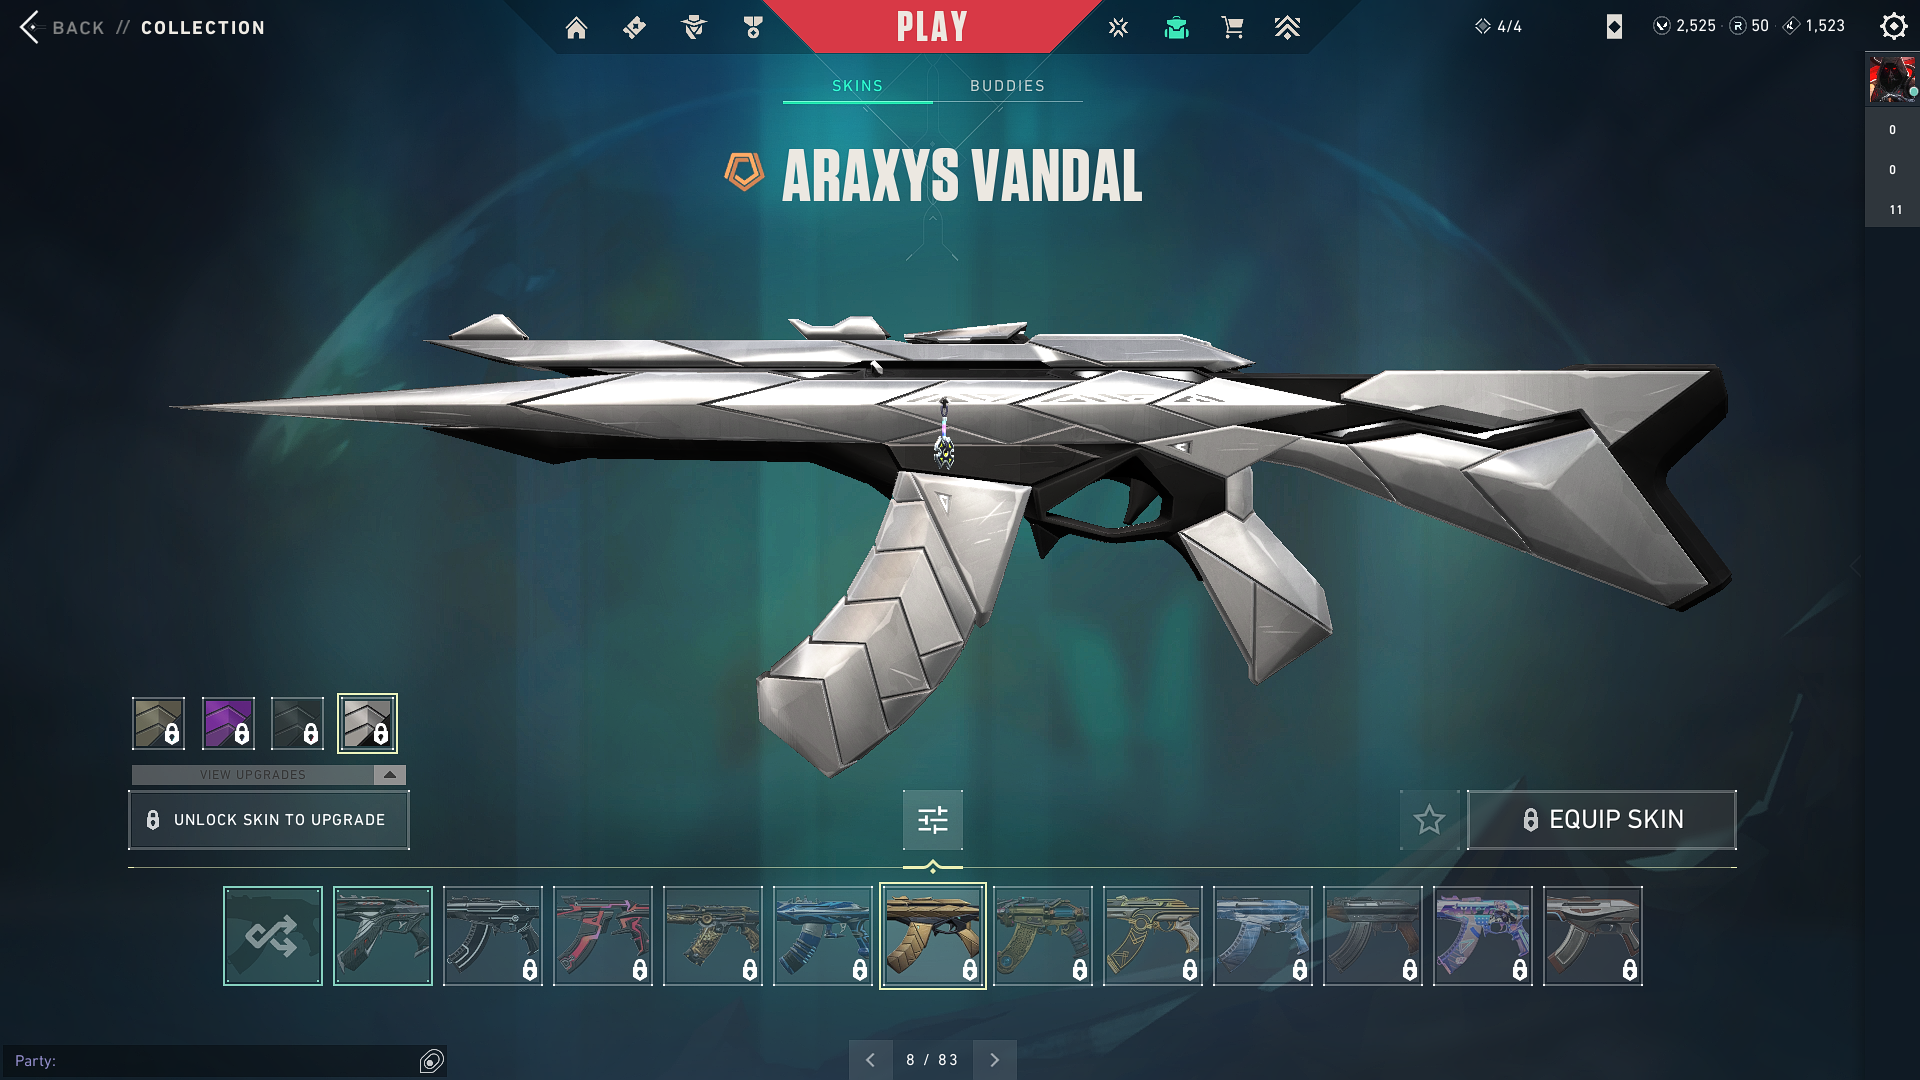 BACK // COLLECTION
PLAY
4/4
2,525
50
1,523
SKINS
BUDDIES
0
0
11
ARAXYS VANDAL
VIEW UPGRADES
UNLOCK SKIN TO UPGRADE
EQUIP SKIN
Party:
8 / 83